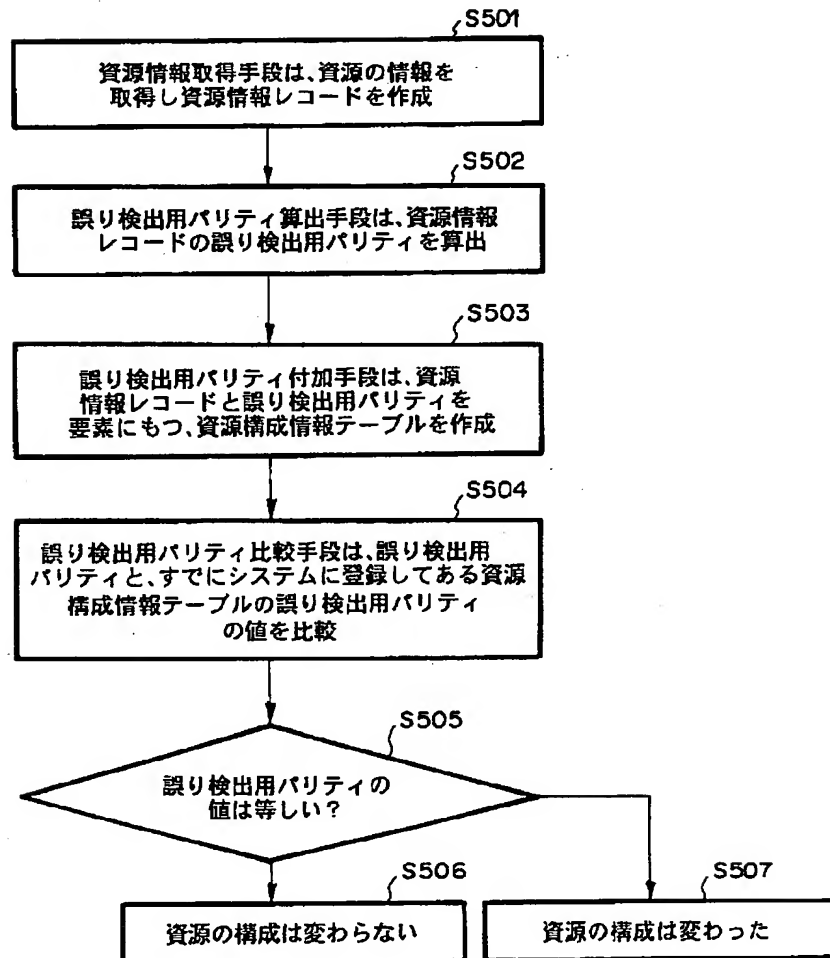 S501
資源情報取得手段は、資源の情報を
取得し資源情報レコードを作成
S502
誤り検出用パリティ算出手段は、資源情報
レコードの誤り検出用パリティを算出
S503
誤り検出用パリティ付加手段は、資源
情報レコードと誤り検出用パリティを
要素にもつ、資源構成情報テーブルを作成
S504
誤り検出用パリティ比較手段は、誤り検出用
パリティと、すでにシステムに登録してある資源
構成情報テーブルの誤り検出用パリティ
の値を比較
S505
誤り検出用パリティの
値は等しい?
S506
資源の構成は変わらない
S507
資源の構成は変わった